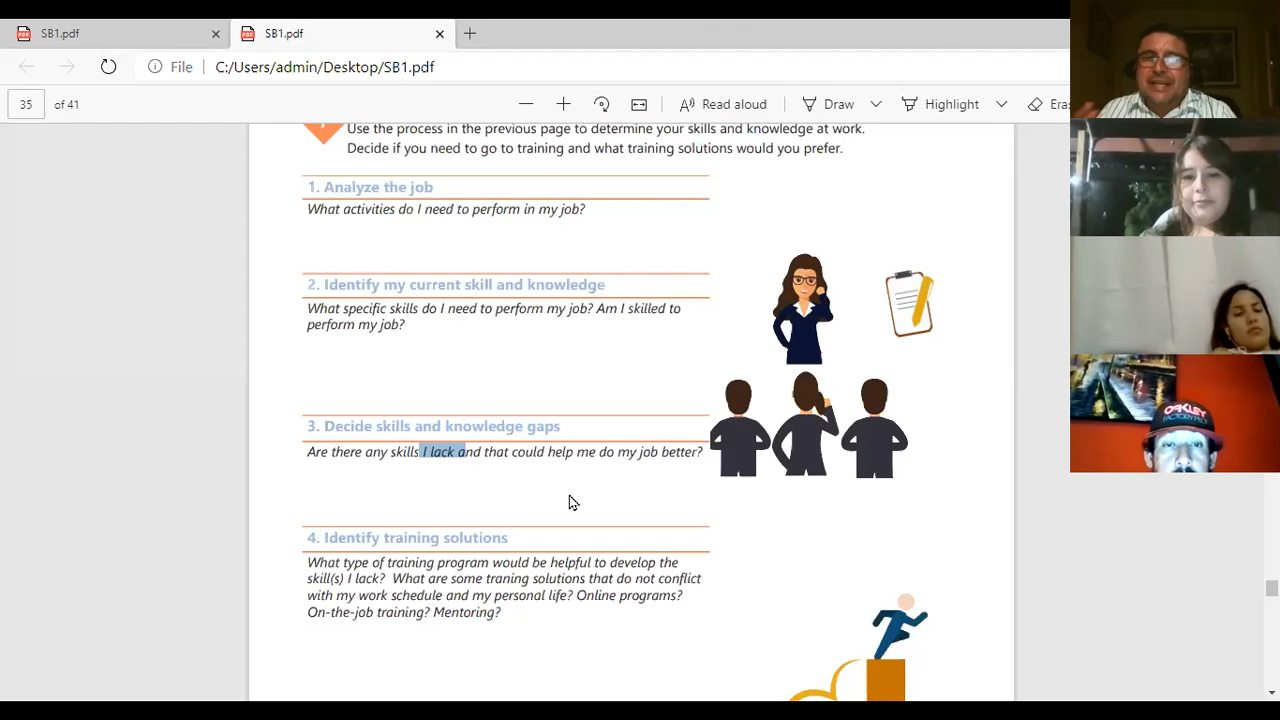 SB1.pdf
SB1.pdf
File C:/Users/admin/Desktop/SB1.pdf
35 of 41 Read aloud Draw Highlight Eras
Use the process in the previous page to determine your skills and knowledge at work.
Decide if you need to go to training and what training solutions would you prefer.
1. Analyze the job
What activities do I need to perform in my job?
2. Identify my current skill and knowledge
What specific skills do I need to perform my job? Am I skilled to
perform my job?
3. Decide skills and knowledge gaps
Are there any skills I lack and that could help me do my job better?
4. Identify training solutions
What type of training program would be helpful to develop the
skill(s) I lack? What are some traning solutions that do not conflict
with my work schedule and my personal life? Online programs?
On-the-job training? Mentoring?
OAKLEY